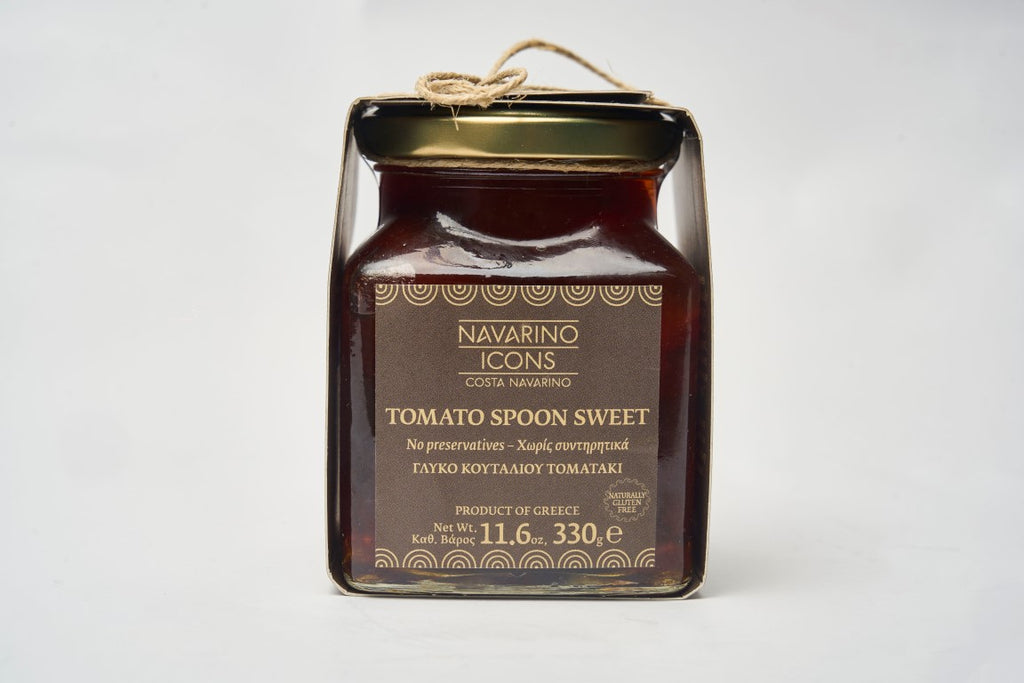 NAVARINO
ICONS
COSTA NAVARINO
TOMATO SPOON SWEET
No preservatives – Χωρίς συντηρητικά
ΓΛΥΚΟ ΚΟΥΤΑΛΙΟΥ ΤΟΜΑΤΑΚΙ
NATURALLY
GLUTEN
FREE
PRODUCT OF GREECE
Net Wt.
Καθ. Βάρος 11.6oz, 330g e